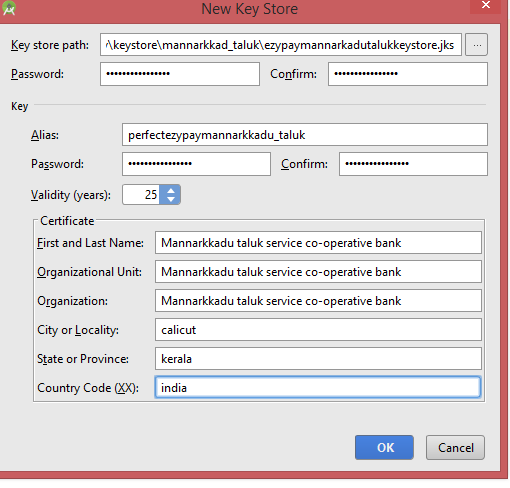 New Key Store
Key store path: \keystore\mannarkkad_taluk\ezypaymannarkadutalukkeystore.jks ...
Password: •••••••••••••••• Confirm: ••••••••••••••••
Key
Alias: perfectezypaymannarkkadu_taluk
Password: •••••••••••••••• Confirm: ••••••••••••••••
Validity (years): 25
Certificate
First and Last Name: Mannarkkadu taluk service co-operative bank
Organizational Unit: Mannarkkadu taluk service co-operative bank
Organization: Mannarkkadu taluk service co-operative bank
City or Locality: calicut
State or Province: kerala
Country Code (XX): india
OK Cancel